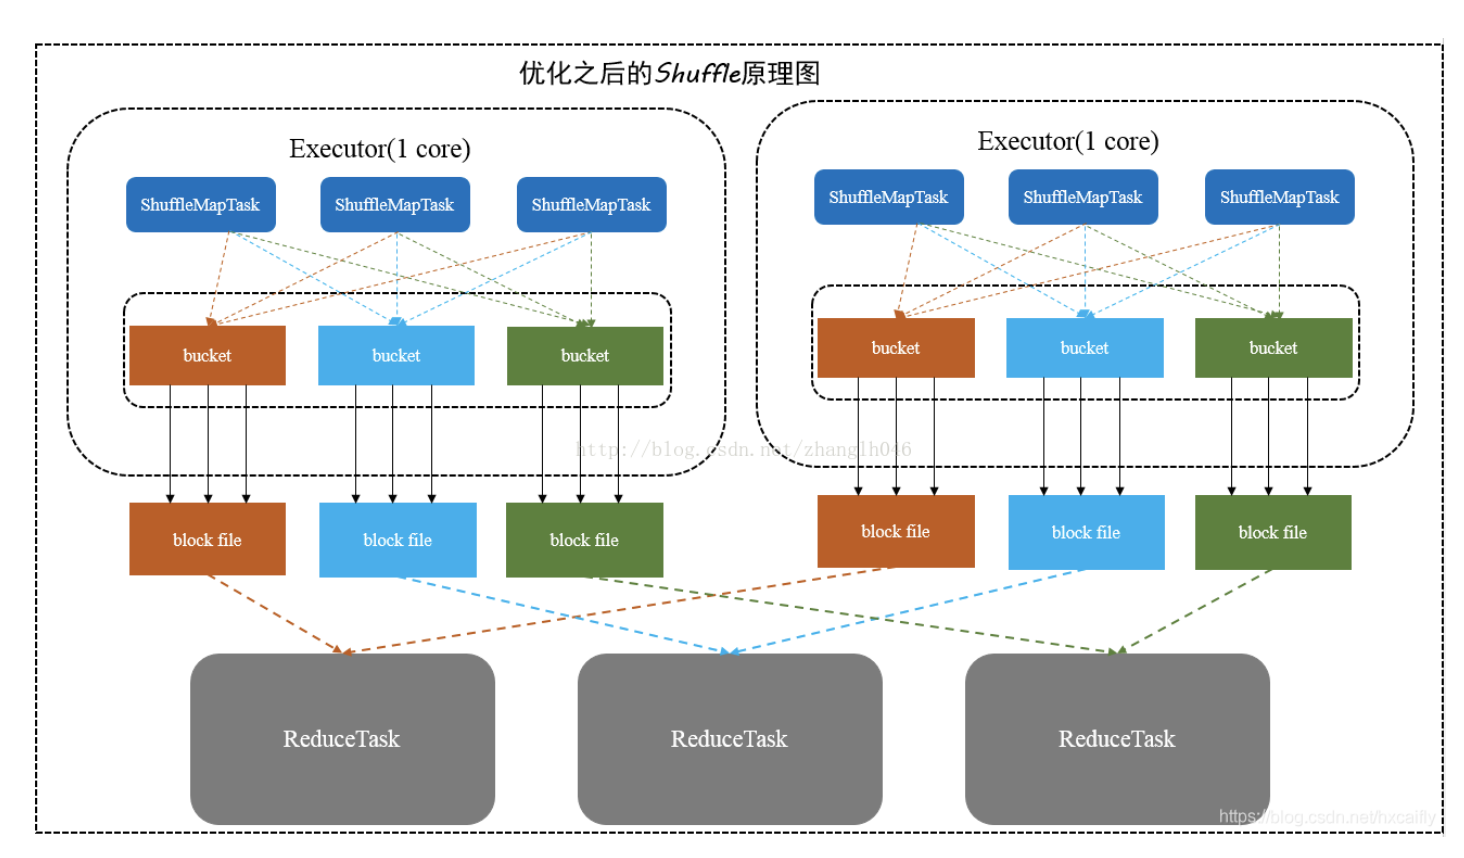 优化之后的Shuffle原理图
Executor(1 core)
ShuffleMapTask
ShuffleMapTask
ShuffleMapTask
bucket
bucket
bucket
block file
block file
block file
Executor(1 core)
ShuffleMapTask
ShuffleMapTask
ShuffleMapTask
bucket
bucket
bucket
block file
block file
block file
http://blog.csdn.net/zhanglh046
ReduceTask
ReduceTask
ReduceTask
https://blog.csdn.net/hxcaifly